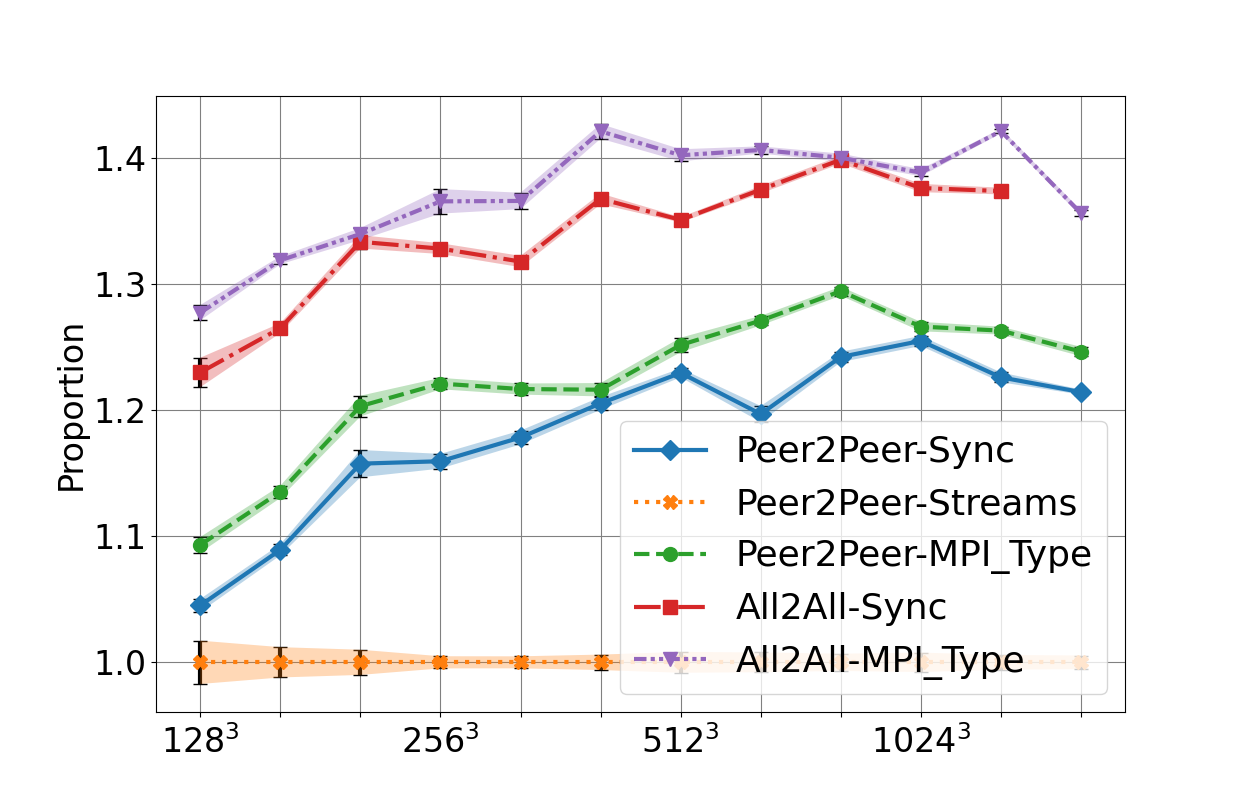 Proportion
1.4
1.3
1.2
1.1
1.0
128³
256³
512³
1024³
Peer2Peer-Sync
Peer2Peer-Streams
Peer2Peer-MPI_Type
All2All-Sync
All2All-MPI_Type